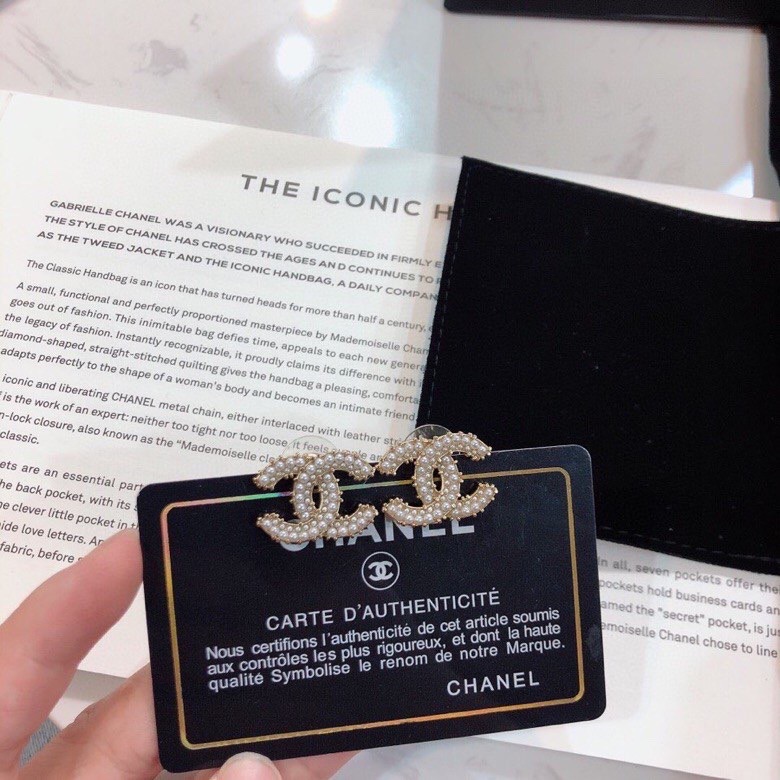 THE ICONIC H
GABRIELLE CHANEL WAS A VISIONARY WHO SUCCEEDED IN FIRMLY
THE STYLE OF CHANEL HAS CROSSED THE AGES AND CONTINUES TO
AS THE TWEED JACKET AND THE ICONIC HANDBAG, A DAILY COMPAN
The Classic Handbag is an icon that has turned heads for more than half a century,
A small, functional and perfectly proportioned masterpiece by Mademoiselle Chan
goes out of fashion. This inimitable bag defies time, appeals to each new genera
the legacy of fashion. Instantly recognizable, it proudly claims its difference with
diamond-shaped, straight-stitched quilting gives the handbag a pleasing, comforta
adapts perfectly to the shape of a woman's body and becomes an intimate friend
iconic and liberating CHANEL metal chain, either interlaced with leather str
is the work of an expert: neither too tight nor too loose, it feels
n-lock closure, also known as the "Mademoiselle cl
classic.
ets are an essential part
he back pocket, with its
e clever little pocket in t
ide love letters. An
fabric, before
in all, seven pockets offer the
pockets hold business cards an
amed the "secret" pocket, is jus
emoiselle Chanel chose to line
CHANEL
CARTE D'AUTHENTICITÉ
Nous certifions l'authenticité de cet article soumis
aux contrôles les plus rigoureux, et dont la haute
qualité Symbolise le renom de notre Marque.
CHANEL